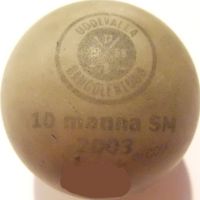 UDDEVALLA
BANGOLFKLUBB
10 manna SM
2003